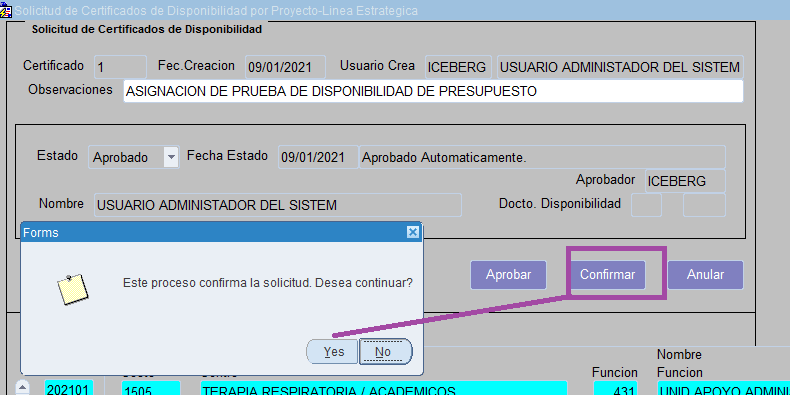 Solicitud de Certificados de Disponibilidad por Proyecto-Linea Estrategica
Solicitud de Certificados de Disponibilidad
Certificado 1 Fec.Creacion 09/01/2021 Usuario Crea ICEBERG USUARIO ADMINISTADOR DEL SISTEM
Observaciones ASIGNACION DE PRUEBA DE DISPONIBILIDAD DE PRESUPUESTO
Estado Aprobado Fecha Estado 09/01/2021 Aprobado Automaticamente.
Aprobador ICEBERG
Nombre USUARIO ADMINISTADOR DEL SISTEM Docto. Disponibilidad
Forms
Aprobar Confirmar Anular
Este proceso confirma la solicitud. Desea continuar?
Yes No
Nombre
Funcion Funcion
202101 1505 TERAPIA RESPIRATORIA / ACADEMICOS 431 UNID APOYO ADMINI